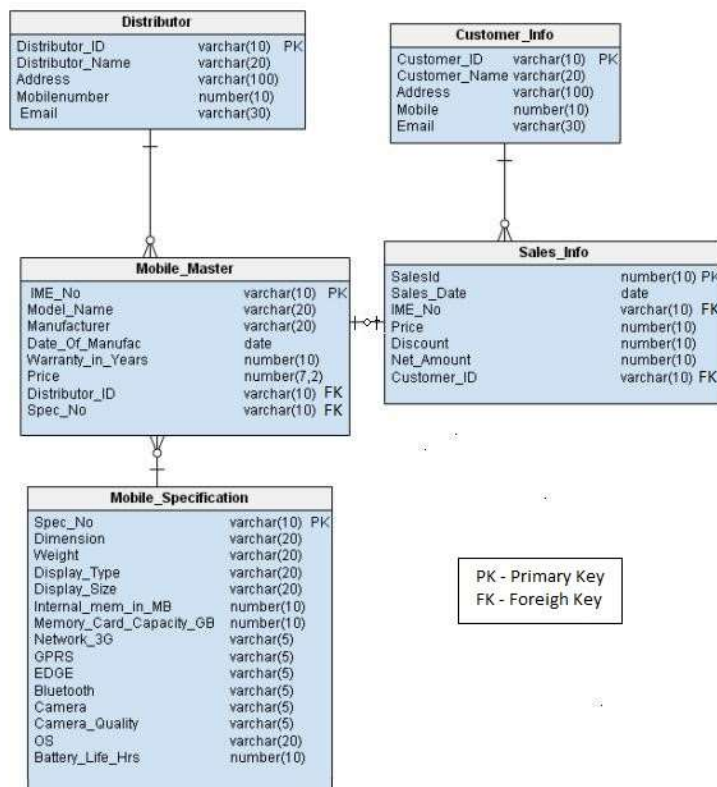 Distributor
Distributor_ID varchar(10) PK
Distributor_Name varchar(20)
Address varchar(100)
Mobilenumber number(10)
Email varchar(30)
Customer_Info
Customer_ID varchar(10) PK
Customer_Name varchar(20)
Address varchar(100)
Mobile number(10)
Email varchar(30)
Mobile_Master
IME_No varchar(10) PK
Model_Name varchar(20)
Manufacturer varchar(20)
Date_Of_Manufac date
Warranty_in_Years number(10)
Price number(7,2)
Distributor_ID varchar(10) FK
Spec_No varchar(10) FK
Sales_Info
SalesId number(10) PK
Sales_Date date
IME_No varchar(10) FK
Price number(10)
Discount number(10)
Net_Amount number(10)
Customer_ID varchar(10) FK
Mobile_Specification
Spec_No varchar(10) PK
Dimension varchar(20)
Weight varchar(20)
Display_Type varchar(20)
Display_Size varchar(20)
Internal_mem_in_MB number(10)
Memory_Card_Capacity_GB number(10)
Network_3G varchar(5)
GPRS varchar(5)
EDGE varchar(5)
Bluetooth varchar(5)
Camera varchar(5)
Camera_Quality varchar(5)
OS varchar(20)
Battery_Life_Hrs number(10)
PK - Primary Key
FK - Foreigh Key